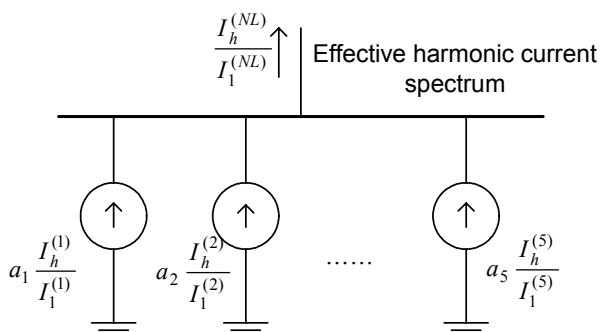 I_h^{(NL)} / I_1^{(NL)}
Effective harmonic current
spectrum
a_1 I_h^{(1)} / I_1^{(1)}
a_2 I_h^{(2)} / I_1^{(2)}
......
a_5 I_h^{(5)} / I_1^{(5)}